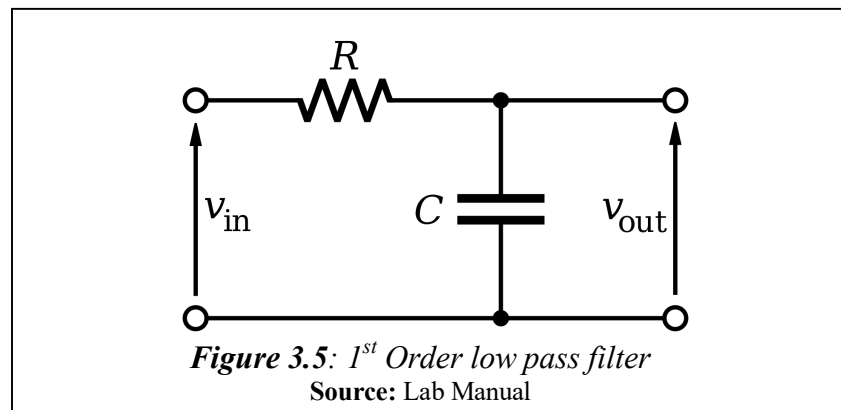 R
v_in
C
v_out
Figure 3.5: 1st Order low pass filter
Source: Lab Manual